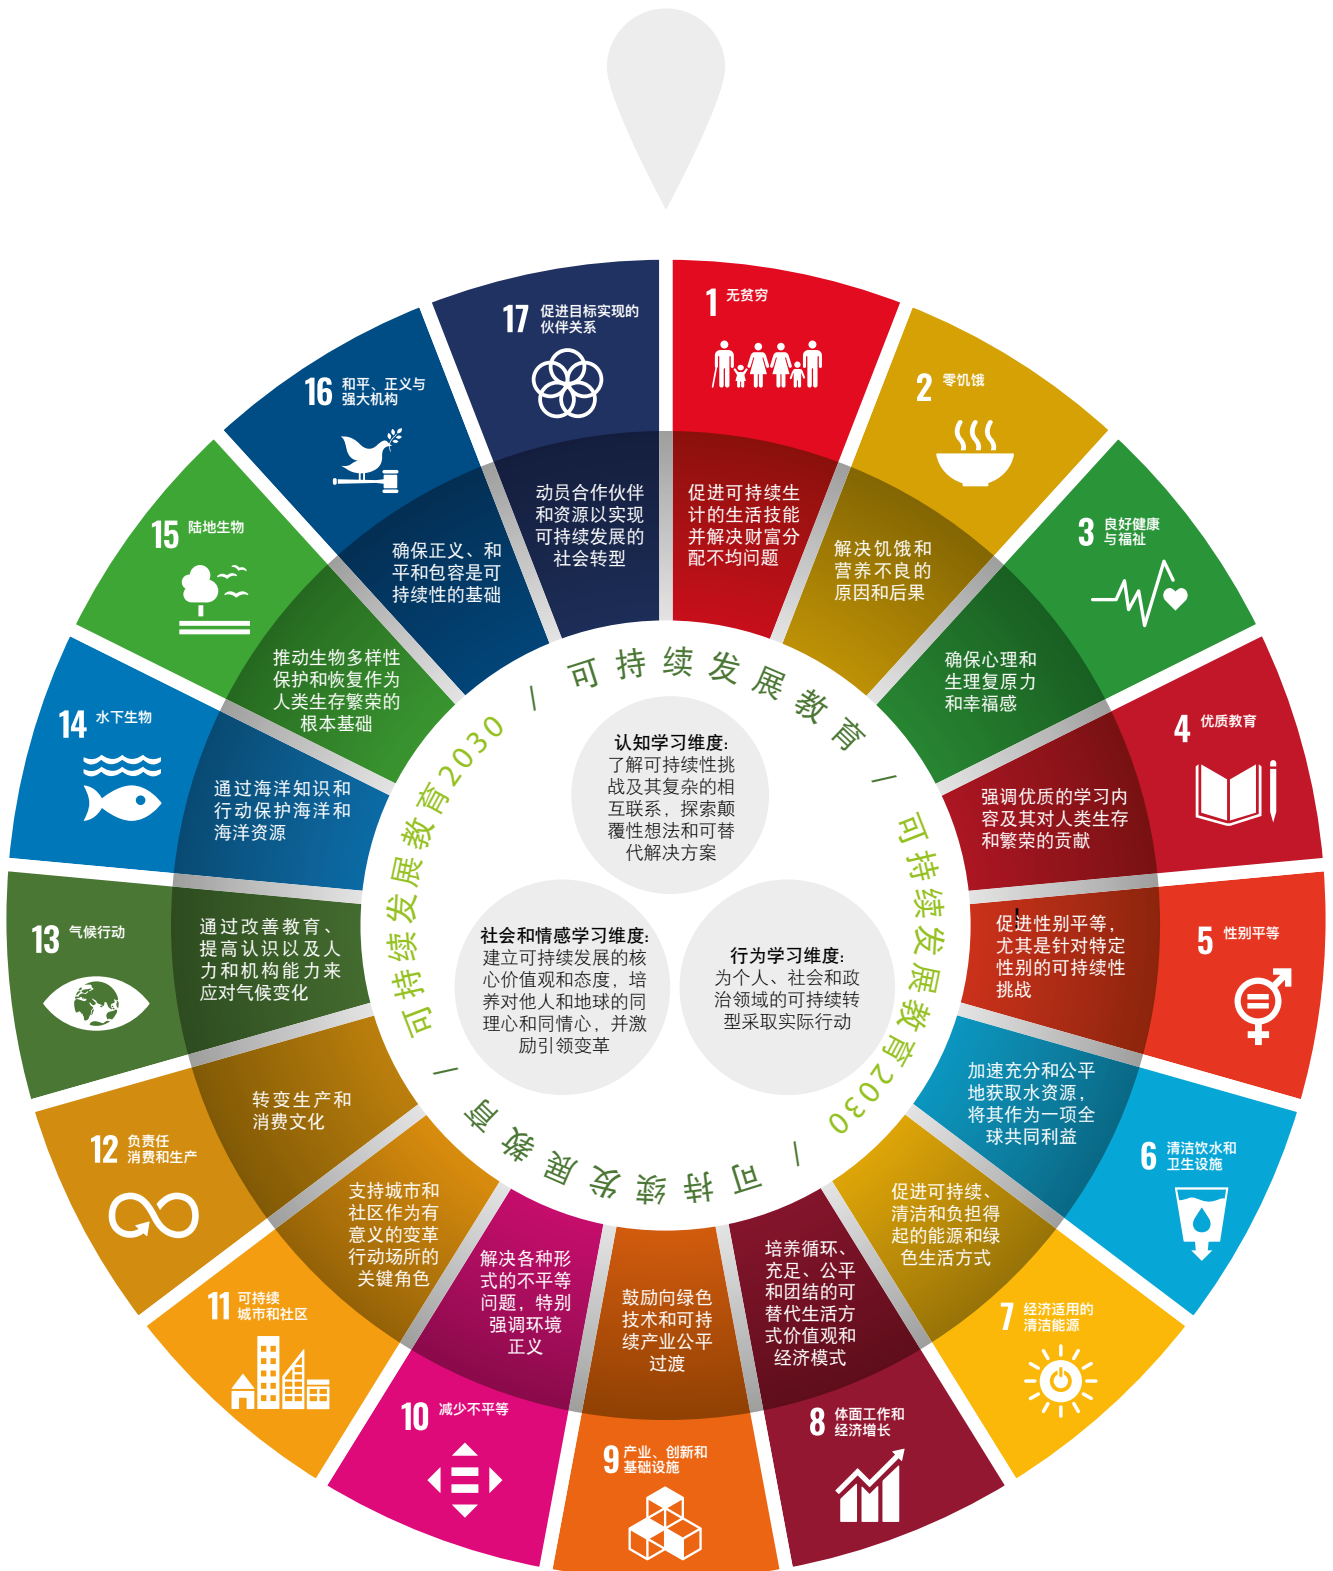 1 无贫穷
促进可持续生
计的生活技能
并解决财富分
配不均问题
2 零饥饿
解决饥饿和
营养不良的
原因和后果
3 良好健康
与福祉
确保心理和
生理复原力
和幸福感
4 优质教育
强调优质的学习内
容及其对人类生存
和繁荣的贡献
5 性别平等
促进性别平等，
尤其是针对特定
性别的可持续性
挑战
6 清洁饮水和
卫生设施
加速充分和公平
地获取水资源，
将其作为一项全
球共同利益
7 经济适用的
清洁能源
促进可持续、
清洁和负担得
起的能源和绿
色生活方式
8 体面工作和
经济增长
培养循环、
充足、公平
和团结的可
替代生活方
式价值观和
经济模式
9 产业、创新和
基础设施
鼓励向绿色
技术和可持
续产业公平
过渡
10 减少不平等
解决各种形
式的不平等
问题，特别
强调环境
正义
11 可持续
城市和社区
支持城市和
社区作为有
意义的变革
行动场所的
关键角色
12 负责任
消费和生产
转变生产和
消费文化
13 气候行动
通过改善教育、
提高认识以及人
力和机构能力来
应对气候变化
14 水下生物
通过海洋知识和
行动保护海洋和
海洋资源
15 陆地生物
推动生物多样性
保护和恢复作为
人类生存繁荣的
根本基础
16 和平、正义与
强大机构
确保正义、和
平和包容是可
持续性的基础
17 促进目标实现的
伙伴关系
动员合作伙伴
和资源以实现
可持续发展的
社会转型
/ 可持续发展教育 / 可持续发展教育2030 / 可持续发展教育 / 可持续发展教育2030
认知学习维度:
了解可持续性挑
战及其复杂的相
互联系，探索颠
覆性想法和可替
代解决方案
社会和情感学习维度:
建立可持续发展的核
心价值观和态度，培
养对他人和地球的同
理心和同情心，并激
励引领变革
行为学习维度:
为个人、社会和政
治领域的可持续转
型采取实际行动